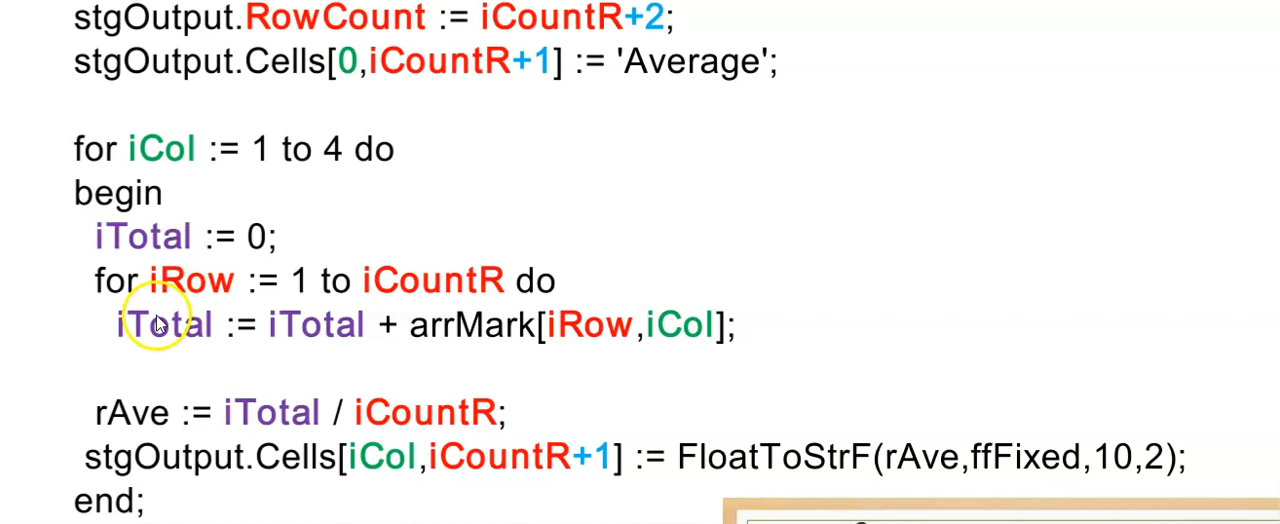 stgOutput.RowCount := iCountR+2;
stgOutput.Cells[0,iCountR+1] := 'Average';
for iCol := 1 to 4 do
begin
iTotal := 0;
for iRow := 1 to iCountR do
iTotal := iTotal + arrMark[iRow,iCol];
rAve := iTotal / iCountR;
stgOutput.Cells[iCol,iCountR+1] := FloatToStrF(rAve,ffFixed,10,2);
end;